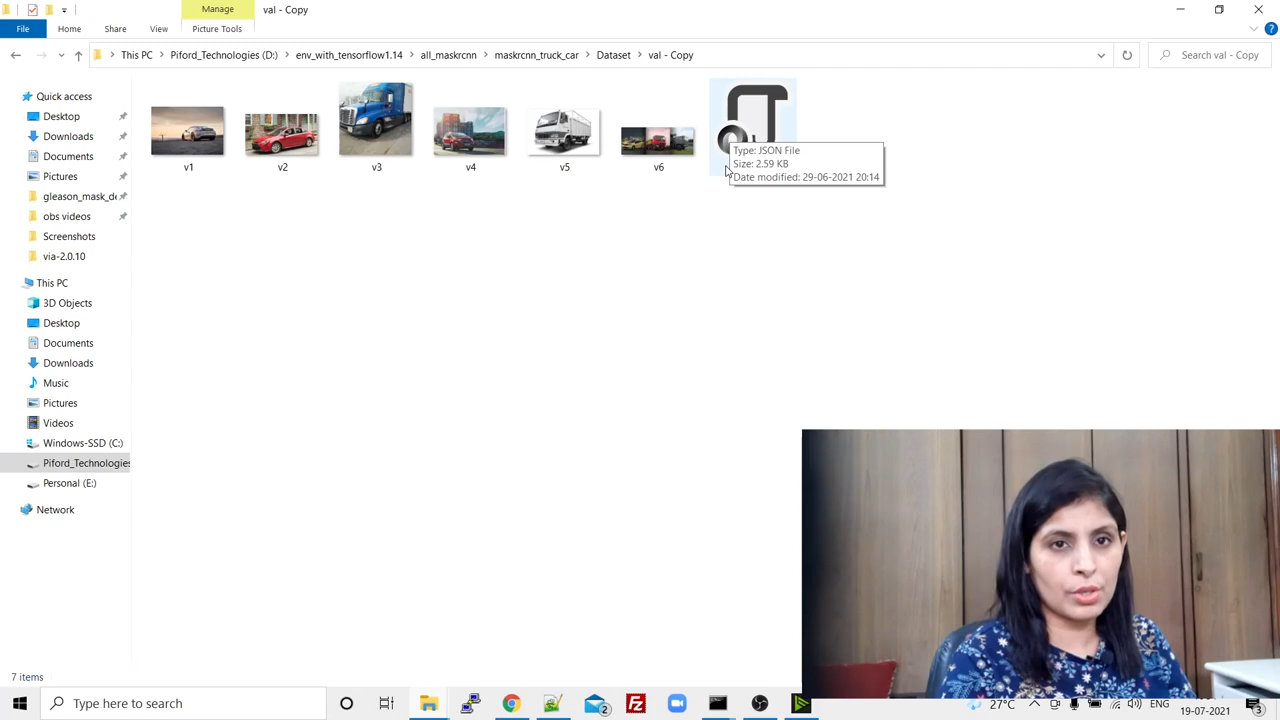 Manage
val - Copy
File
Home
Share
View
Picture Tools
This PC
Piford_Technologies (D:)
env_with_tensorflow1.14
all_maskrcnn
maskrcnn_truck_car
Dataset
val - Copy
Search val - Copy
Quick access
Desktop
Downloads
Documents
Pictures
gleason_mask_de
obs videos
Screenshots
via-2.0.10
This PC
3D Objects
Desktop
Documents
Downloads
Music
Pictures
Videos
Windows-SSD (C:)
Piford_Technologies
Personal (E:)
Network
v1
v2
v3
v4
v5
v6
Type: JSON File
Size: 2.59 KB
Date modified: 29-06-2021 20:14
7 items
Type here to search
2
Fz
27°C
ENG
19-07-2021
3